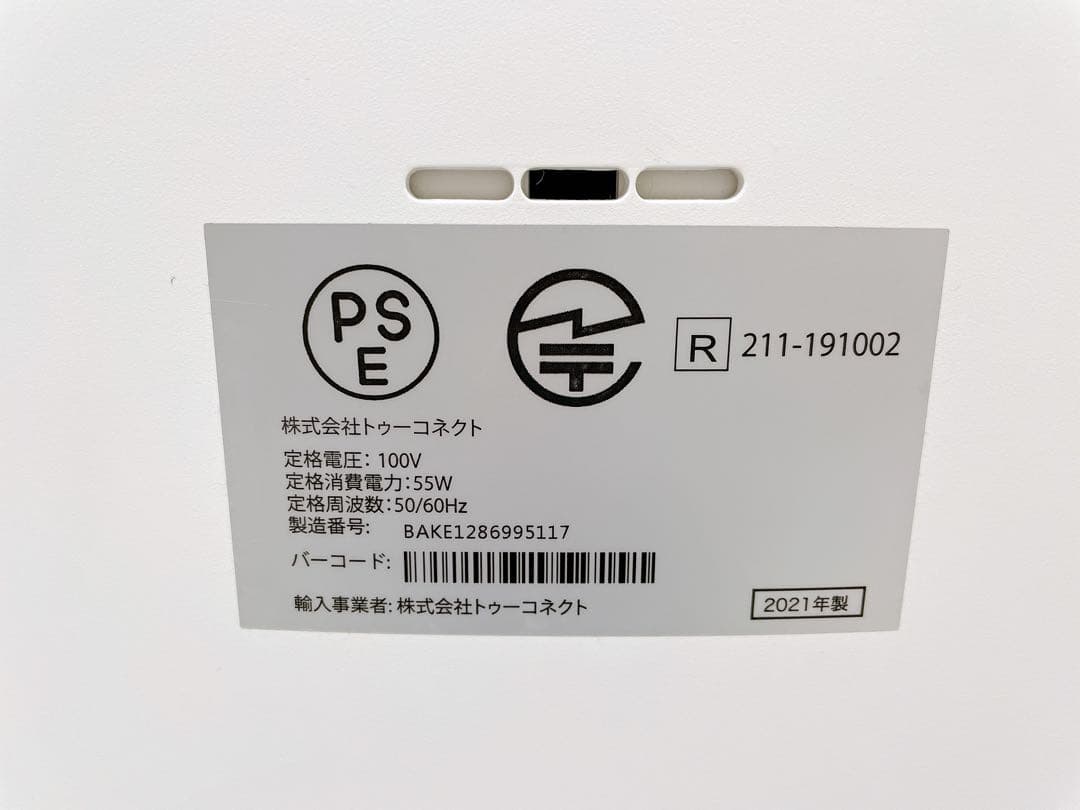 PS
E
R 211-191002
株式会社トゥーコネクト
定格電圧: 100V
定格消費電力:55W
定格周波数:50/60Hz
製造番号: BAKE1286995117
バーコード:
輸入事業者: 株式会社トゥーコネクト
2021年製